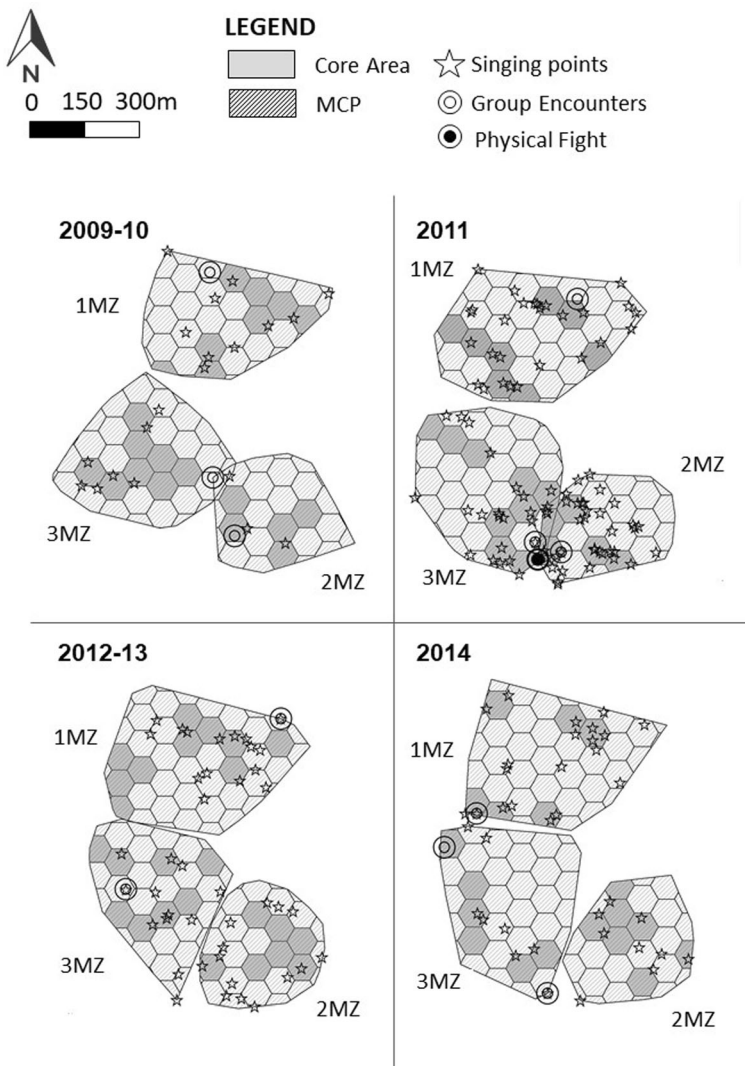 LEGEND
N
0 150 300m
Core Area
MCP
Singing points
Group Encounters
Physical Fight
2009-10
1MZ
3MZ
2MZ
2011
1MZ
2MZ
3MZ
2012-13
1MZ
3MZ
2MZ
2014
1MZ
3MZ
2MZ